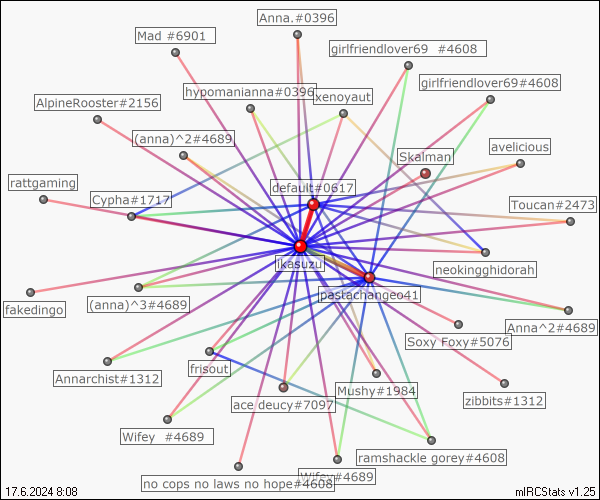 Anna.#0396
Mad #6901
girlfriendlover69 #4608
girlfriendlover69#4608
hypomanianna#0396
xenoyaut
AlpineRooster#2156
(anna)^2#4689
avelicious
Skalman
rattgaming
default#0617
Cypha#1717
Toucan#2473
ikasuzu
neokingghidorah
pastachangeo41
fakedingo
(anna)^3#4689
Anna^2#4689
Soxy Foxy#5076
frisout
Annarchist#1312
Mushy#1984
zibbits#1312
ace deucy#7097
Wifey #4689
ramshackle gorey#4608
Wifey#4689
no cops no laws no hope#4608
17.6.2024 8:08
mIRCStats v1.25